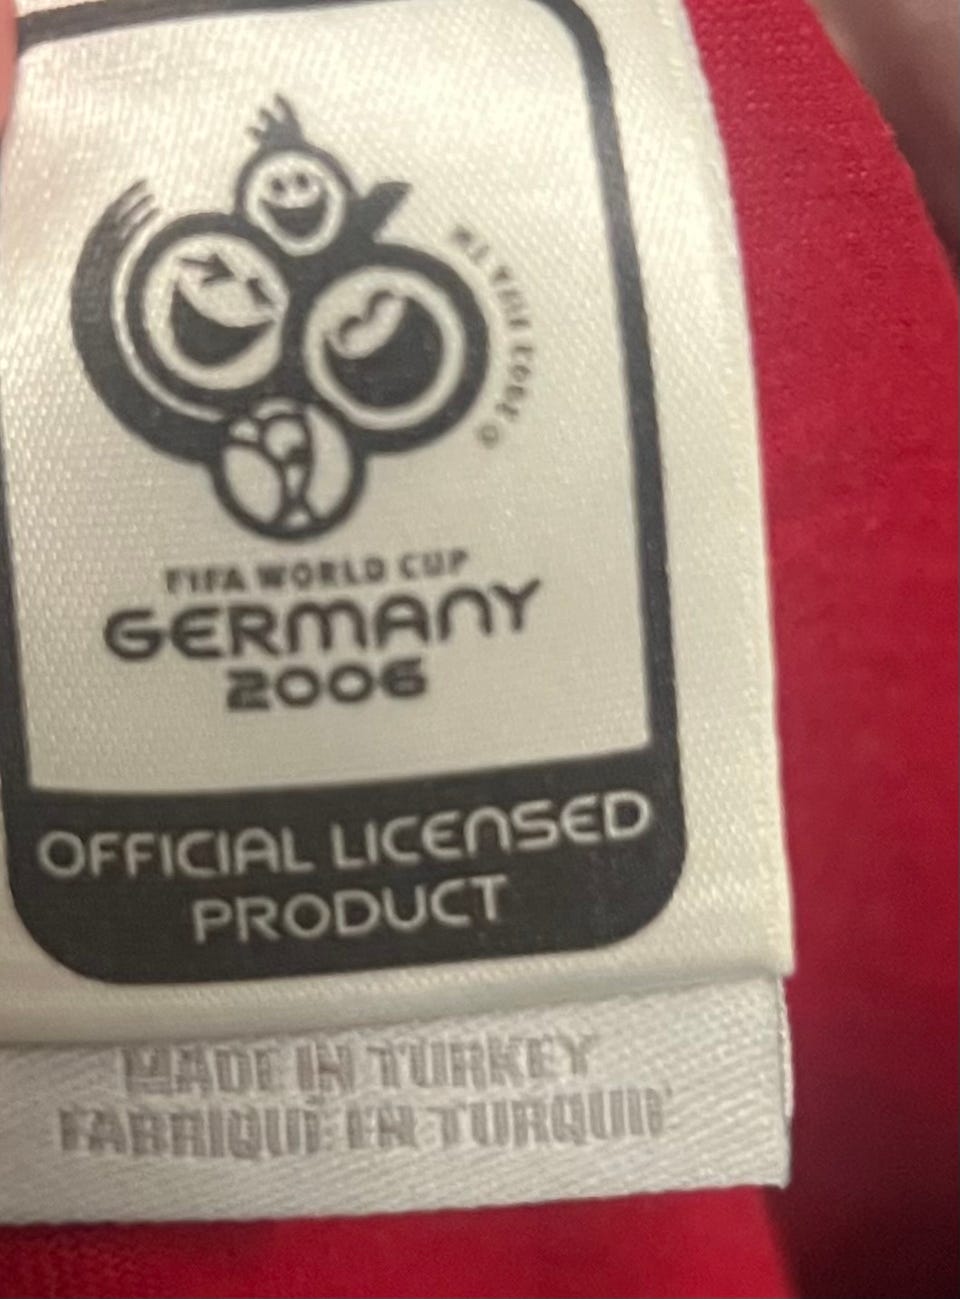 FIFA WORLD CUP
GERMANY
2006
OFFICIAL LICENSED
PRODUCT
MADE IN TURKEY
FABRIQUE EN TURQUIE